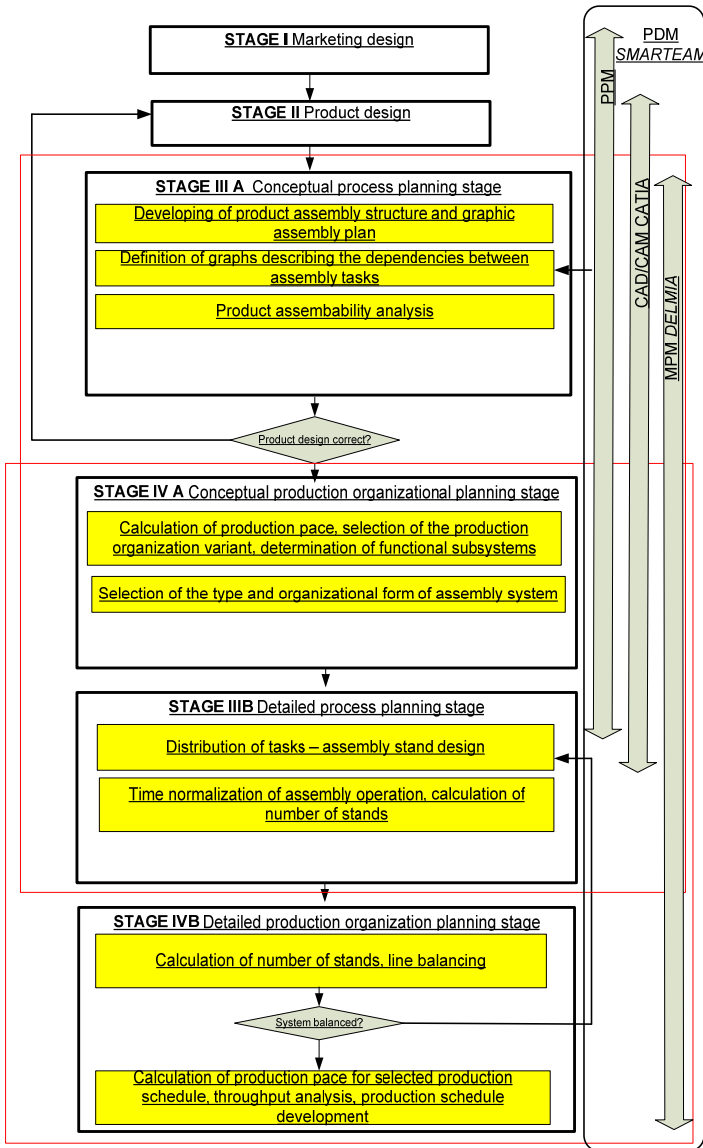 STAGE I Marketing design
STAGE II Product design
STAGE III A Conceptual process planning stage
Developing of product assembly structure and graphic
assembly plan
Definition of graphs describing the dependencies between
assembly tasks
Product assembability analysis
Product design correct?
STAGE IV A Conceptual production organizational planning stage
Calculation of production pace, selection of the production
organization variant, determination of functional subsystems
Selection of the type and organizational form of assembly system
STAGE IIIB Detailed process planning stage
Distribution of tasks – assembly stand design
Time normalization of assembly operation, calculation of
number of stands
STAGE IVB Detailed production organization planning stage
Calculation of number of stands, line balancing
System balanced?
Calculation of production pace for selected production
schedule, throughput analysis, production schedule
development
PDM
SMARTEAM
PPM
CAD/CAM CATIA
MPM DELMIA